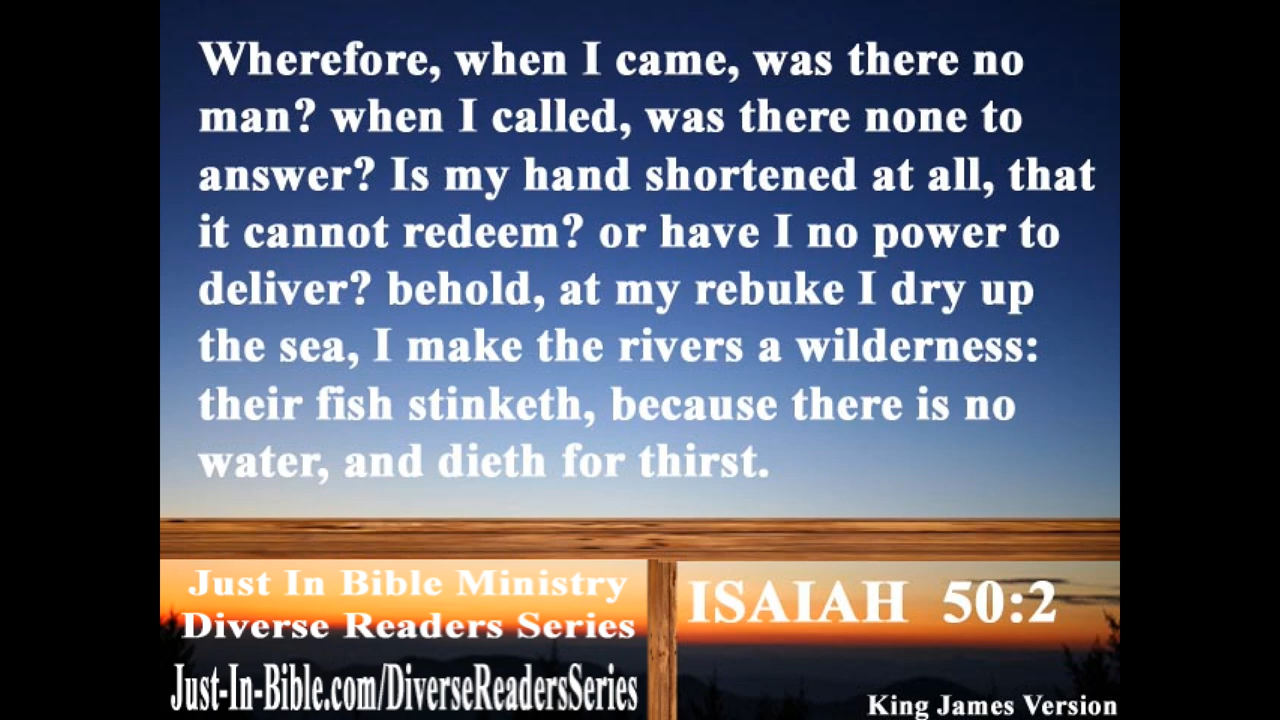 Wherefore, when I came, was there no
man? when I called, was there none to
answer? Is my hand shortened at all, that
it cannot redeem? or have I no power to
deliver? behold, at my rebuke I dry up
the sea, I make the rivers a wilderness:
their fish stinketh, because there is no
water, and dieth for thirst.
Just In Bible Ministry
Diverse Readers Series
Just-In-Bible.com/DiverseReadersSeries
ISAIAH 50:2
King James Version